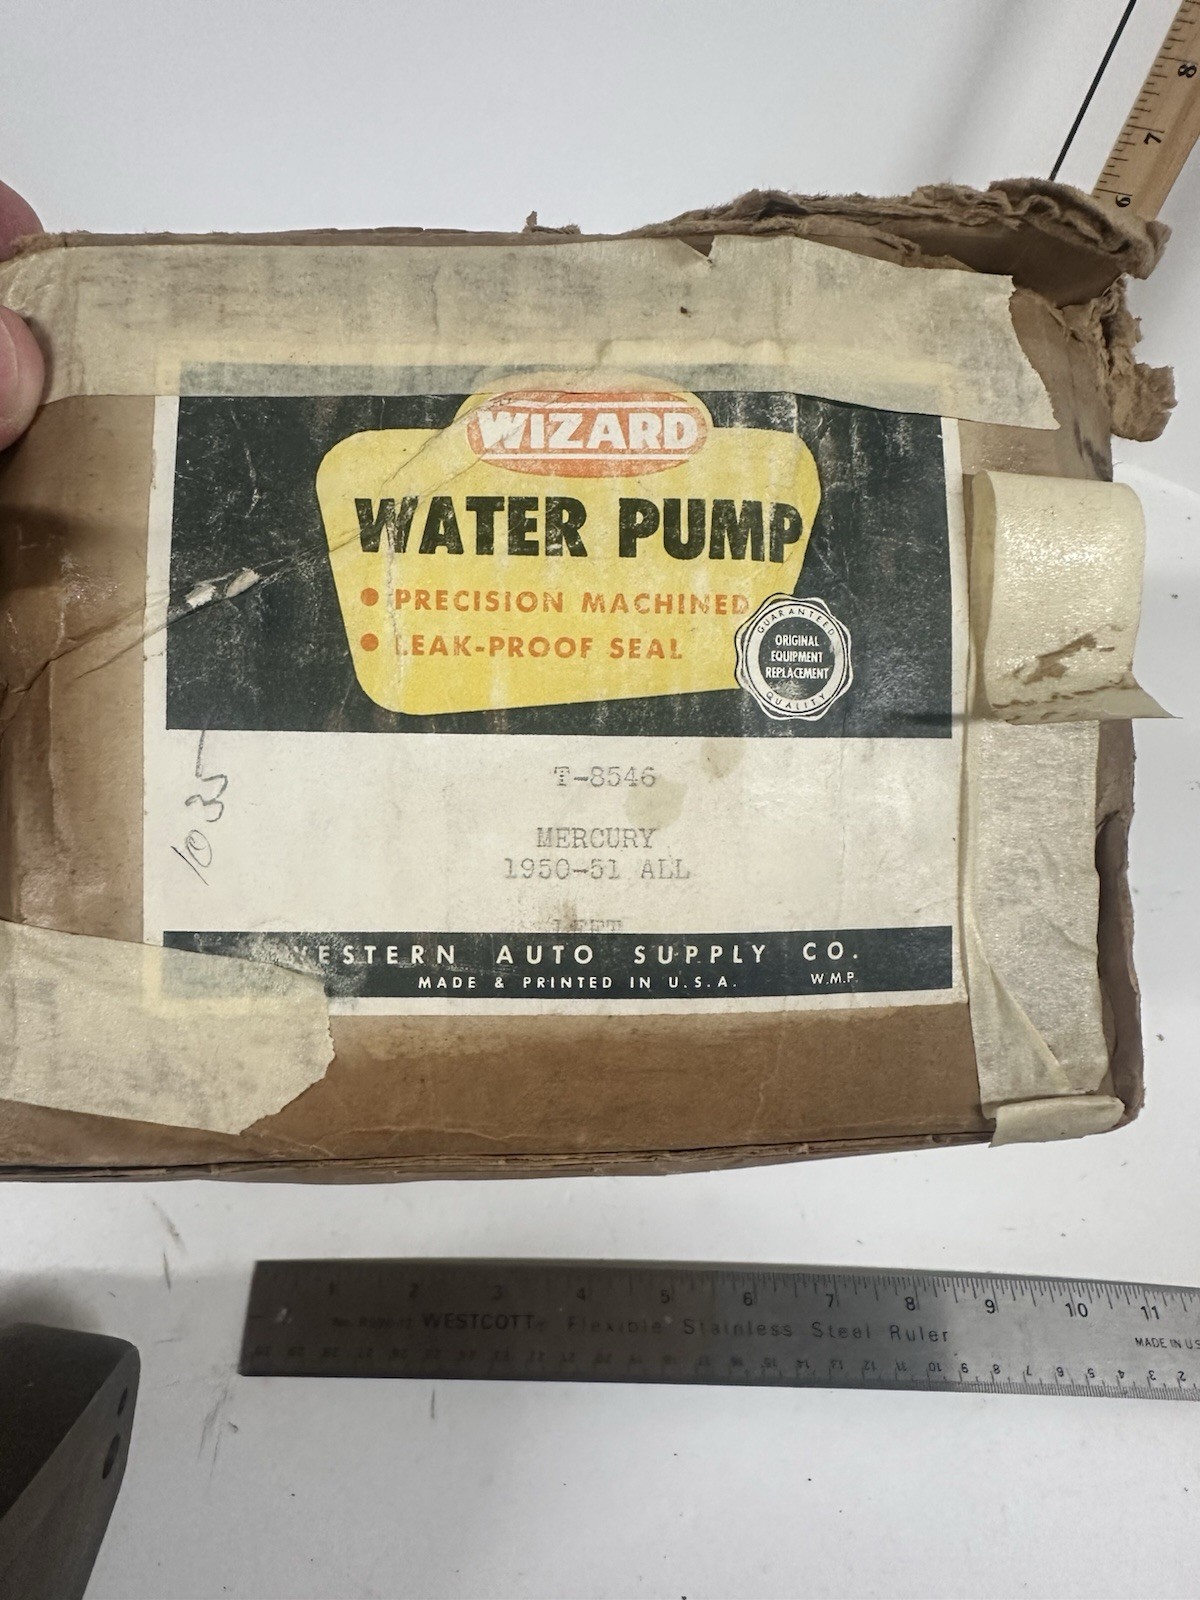 WIZARD
WATER PUMP
• PRECISION MACHINED
• LEAK-PROOF SEAL
GUARANTEED
ORIGINAL
EQUIPMENT
REPLACEMENT
QUALITY
T-8546
MERCURY
1950-51 ALL
LEFT
1035
WESTERN AUTO SUPPLY CO.
MADE & PRINTED IN U.S.A. W.M.P.
6 7 8
1 2 3 4 5 6 7 8 9 10 11
WESTCOTT Flexible Stainless Steel Ruler
MADE IN US